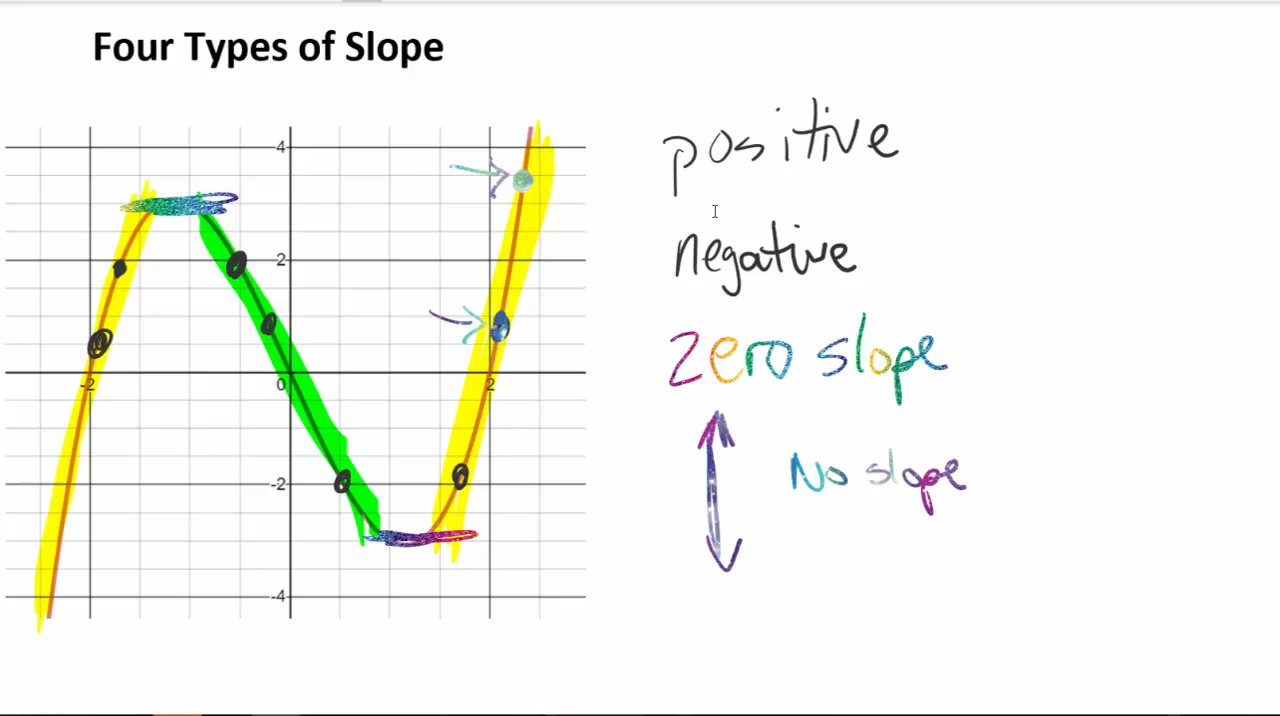 Four Types of Slope
4
2
-2
0
2
-2
-4
positive
negative
zero slope
No slope